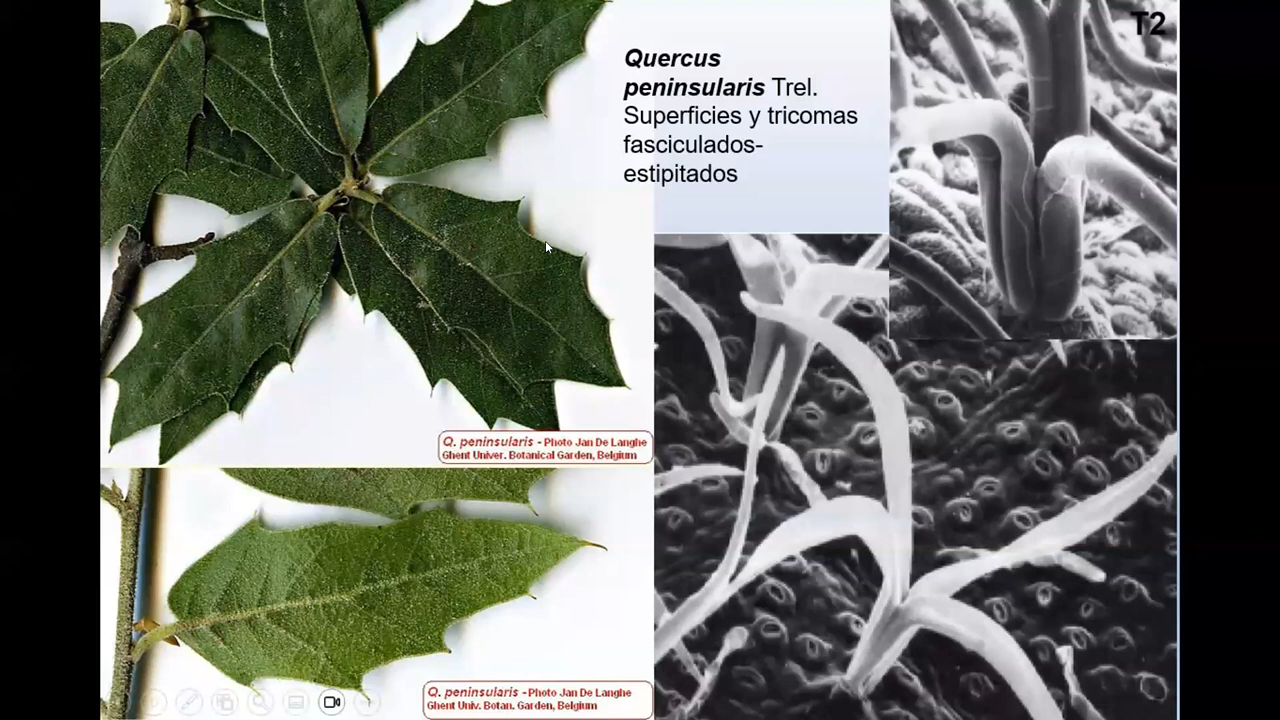 T2
Quercus
peninsularis Trel.
Superficies y tricomas
fasciculados-
estipitados
Q. peninsularis - Photo Jan De Langhe
Ghent Univer. Botanical Garden, Belgium
Q. peninsularis - Photo Jan De Langhe
Ghent Univ. Botan. Garden, Belgium